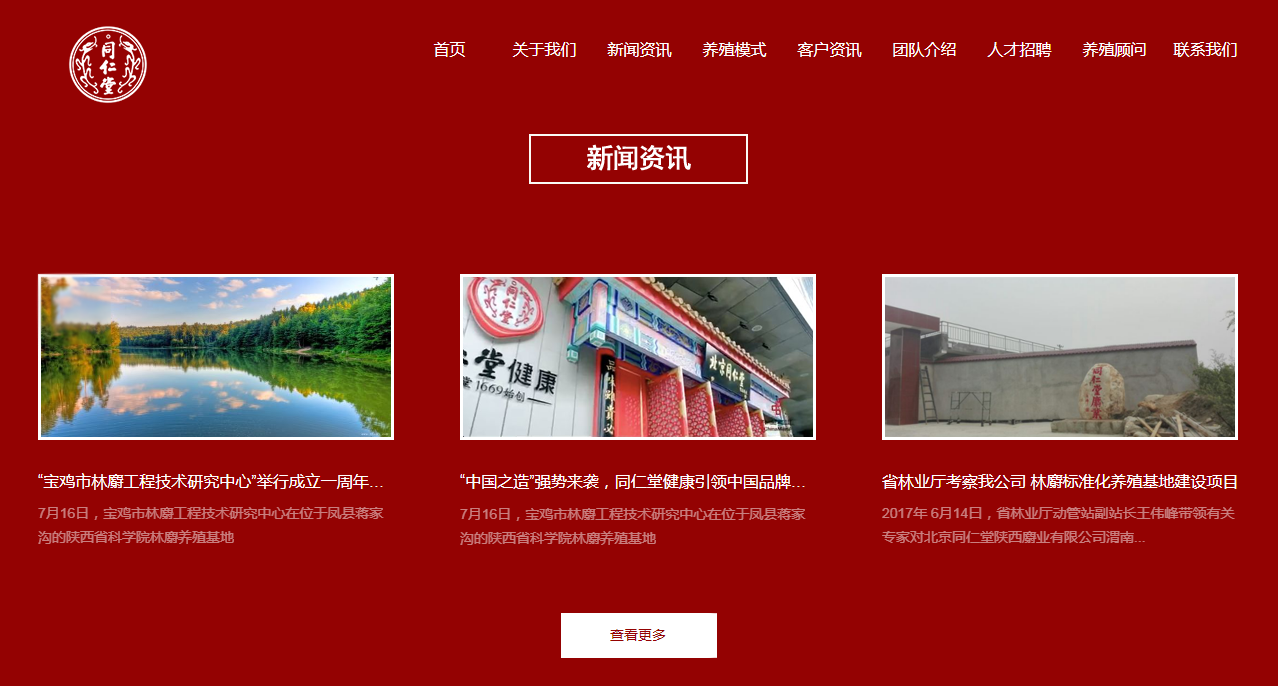 同仁堂
首页 关于我们 新闻资讯 养殖模式 客户资讯 团队介绍 人才招聘 养殖顾问 联系我们
新闻资讯
同仁堂
堂健康
堂 1669始创
北京同仁堂
同仁堂麝业
“宝鸡市林麝工程技术研究中心”举行成立一周年...
7月16日，宝鸡市林麝工程技术研究中心在位于凤县蒋家
沟的陕西省科学院林麝养殖基地
“中国之造”强势来袭，同仁堂健康引领中国品牌...
7月16日，宝鸡市林麝工程技术研究中心在位于凤县蒋家
沟的陕西省科学院林麝养殖基地
省林业厅考察我公司 林麝标准化养殖基地建设项目
2017年 6月14日，省林业厅动管站副站长王伟峰带领有关
专家对北京同仁堂陕西麝业有限公司渭南...
查看更多